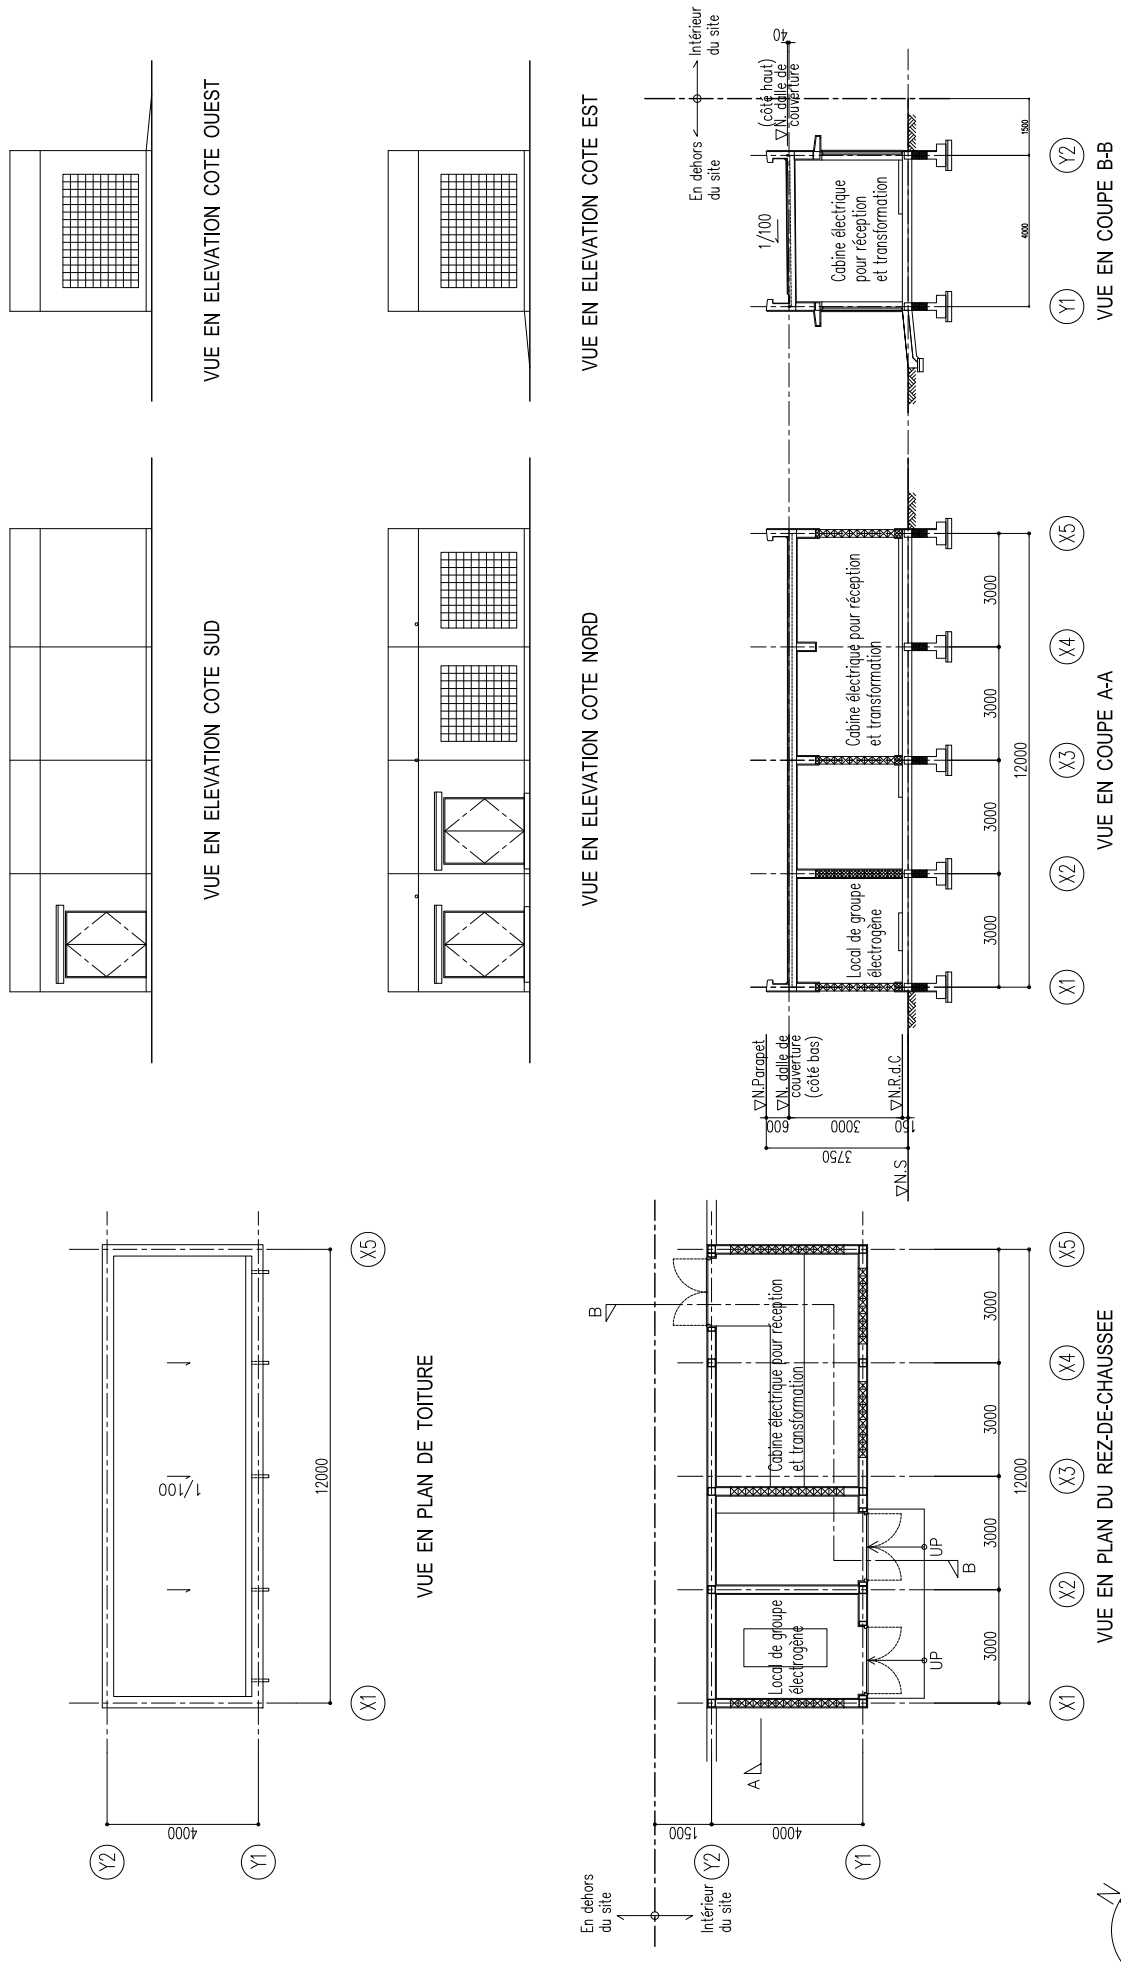 Y2
Y1
4000
1/100
12000
X1
X5
VUE EN PLAN DE TOITURE
VUE EN ELEVATION COTE SUD
VUE EN ELEVATION COTE OUEST
VUE EN ELEVATION COTE NORD
VUE EN ELEVATION COTE EST
En dehors
du site
Intérieur
du site
1500
4000
Y2
Y1
A
B
B
Local de groupe
électrogène
Cabine électrique pour réception
et transformation
UP
UP
3000
3000
3000
3000
12000
X1
X2
X3
X4
X5
VUE EN PLAN DU REZ-DE-CHAUSSEE
N
▽N.Parapet
▽N. dalle de
couverture
(côté bas)
▽N.R.d.C
▽N.S
600
3000
150
3750
Local de groupe
électrogène
Cabine électrique pour réception
et transformation
3000
3000
3000
3000
12000
X1
X2
X3
X4
X5
VUE EN COUPE A-A
En dehors
du site
Intérieur
du site
40
(côté haut)
▽N. dalle de
couverture
1/100
Cabine électrique
pour réception
et transformation
4000
1500
Y1
Y2
VUE EN COUPE B-B